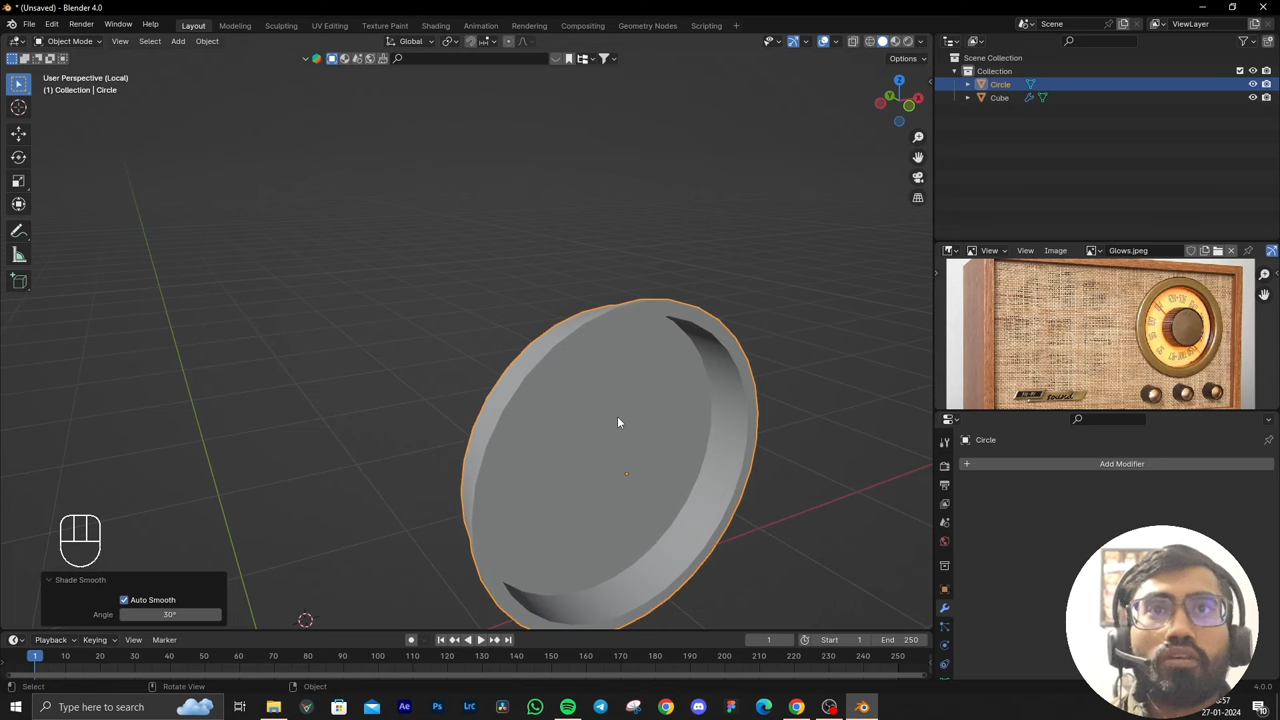 * (Unsaved) - Blender 4.0
File Edit Render Window Help Layout Modeling Sculpting UV Editing Texture Paint Shading Animation Rendering Compositing Geometry Nodes Scripting + Scene ViewLayer
Object Mode View Select Add Object Global
Options
User Perspective (Local)
(1) Collection | Circle
Z
Y
X
Scene Collection
Collection
Circle
Cube
View View Image Glows.jpeg
sound
Circle
+ Add Modifier
Shade Smooth
Auto Smooth
Angle 30°
Playback Keying View Marker 1 Start 1 End 250
1 10 20 30 40 50 60 70 80 90 100 110 120 130 140 150 160 170 180 190 200 210 220 230 240 250
Select Rotate View Object 4.0.0
Type here to search Ae Ps Lrc
:57
27-01-2024